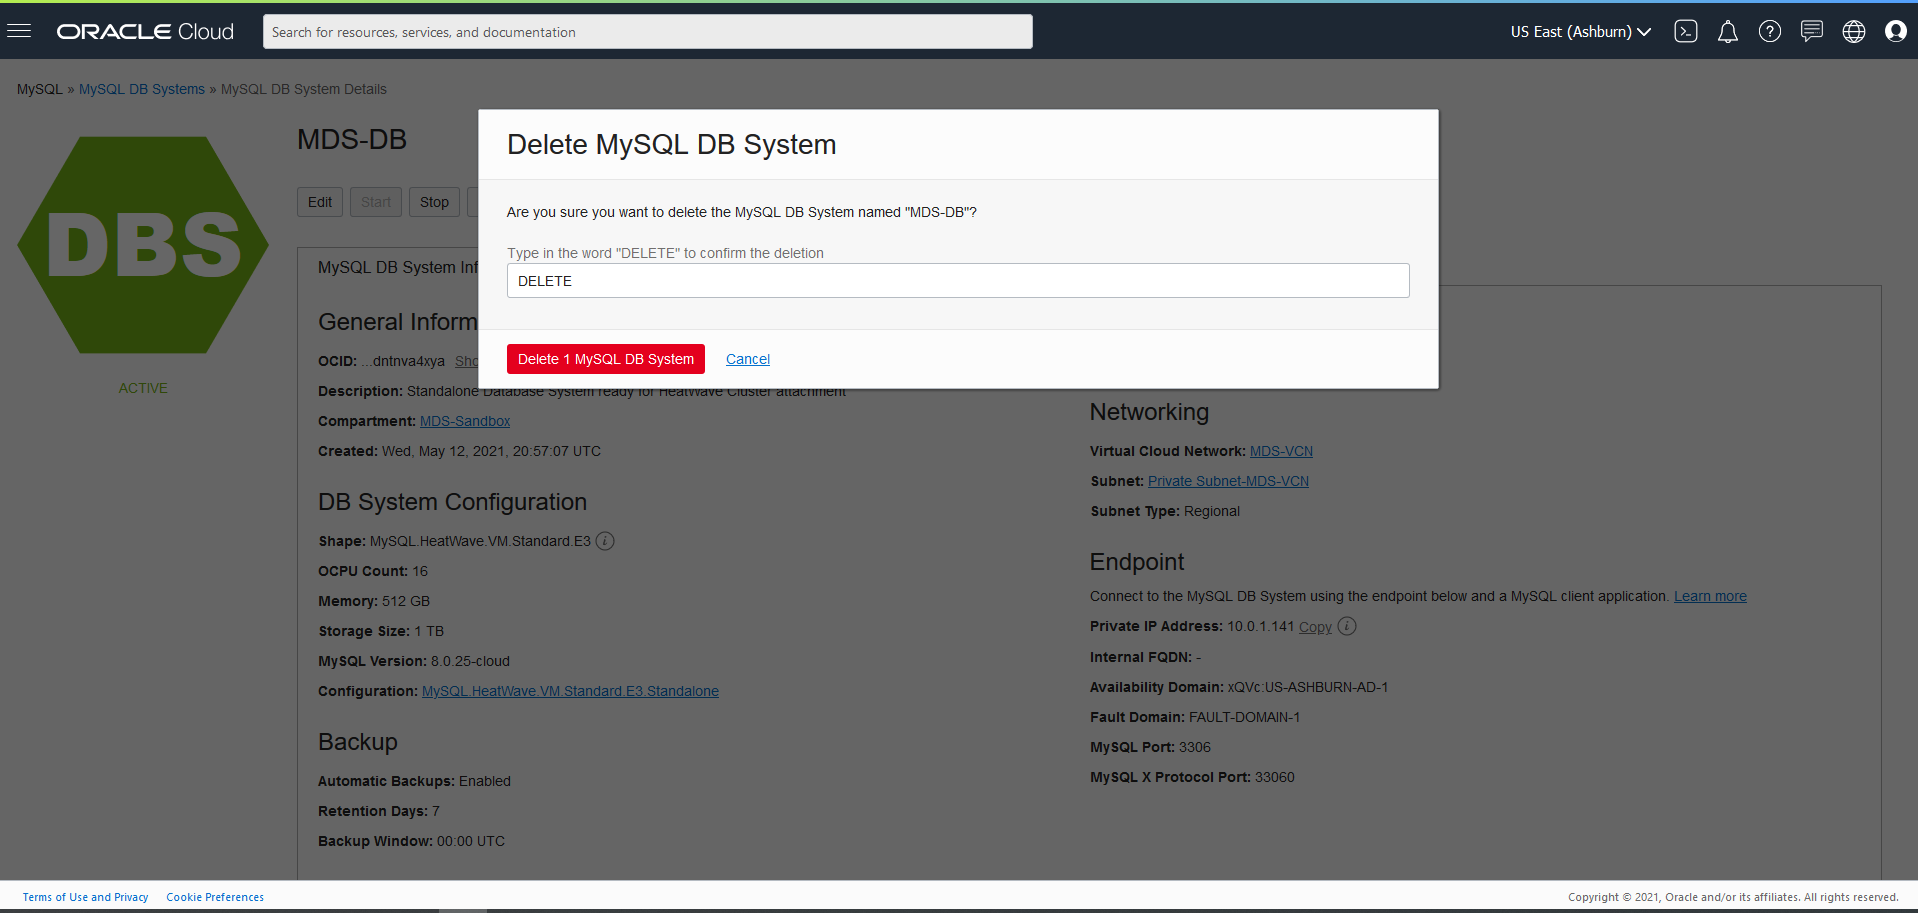 ORACLE Cloud
Search for resources, services, and documentation
US East (Ashburn)
MySQL » MySQL DB Systems » MySQL DB System Details
DBS
ACTIVE
MDS-DB
Edit
Start
Stop
Delete MySQL DB System
Are you sure you want to delete the MySQL DB System named "MDS-DB"?
Type in the word "DELETE" to confirm the deletion
DELETE
Delete 1 MySQL DB System
Cancel
MySQL DB System Inf
General Inform
OCID: ...dntnva4xya Sho
Description: Standalone Database System ready for HeatWave Cluster attachment
Compartment: MDS-Sandbox
Created: Wed, May 12, 2021, 20:57:07 UTC
DB System Configuration
Shape: MySQL.HeatWave.VM.Standard.E3
OCPU Count: 16
Memory: 512 GB
Storage Size: 1 TB
MySQL Version: 8.0.25-cloud
Configuration: MySQL.HeatWave.VM.Standard.E3.Standalone
Backup
Automatic Backups: Enabled
Retention Days: 7
Backup Window: 00:00 UTC
Networking
Virtual Cloud Network: MDS-VCN
Subnet: Private Subnet-MDS-VCN
Subnet Type: Regional
Endpoint
Connect to the MySQL DB System using the endpoint below and a MySQL client application. Learn more
Private IP Address: 10.0.1.141 Copy
Internal FQDN: -
Availability Domain: xQVc:US-ASHBURN-AD-1
Fault Domain: FAULT-DOMAIN-1
MySQL Port: 3306
MySQL X Protocol Port: 33060
Terms of Use and Privacy
Cookie Preferences
Copyright © 2021, Oracle and/or its affiliates. All rights reserved.